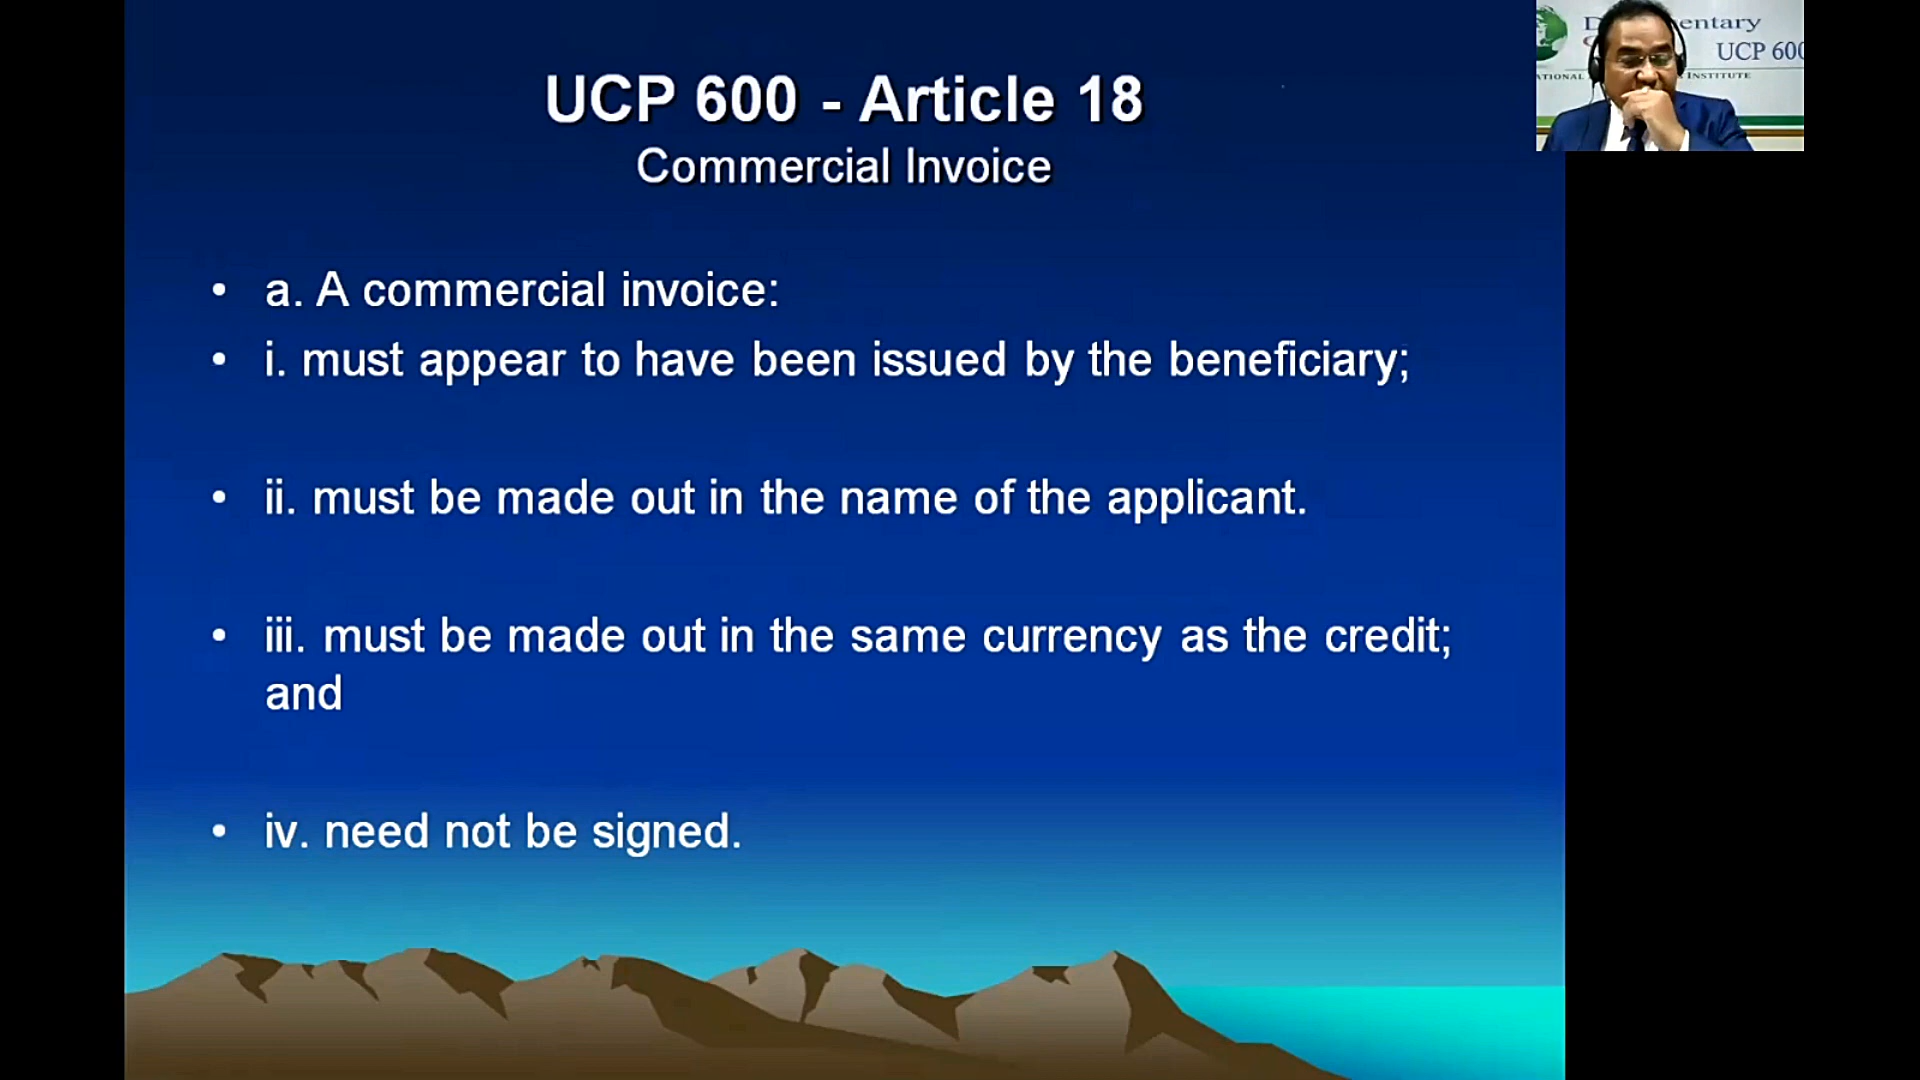 UCP 600 - Article 18
Commercial Invoice
• a. A commercial invoice:
• i. must appear to have been issued by the beneficiary;
• ii. must be made out in the name of the applicant.
• iii. must be made out in the same currency as the credit;
and
• iv. need not be signed.
entary
UCP 600
INSTITUTE